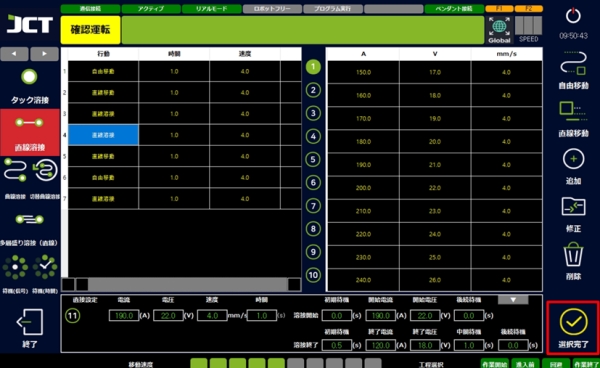 通信接続 アクティブ リアルモード ロボットフリー プログラム実行 ペンダント接続 F1 F2
JCT 確認運転 Global SPEED 09:50:43
行動 時間 速度 A V mm/s
1 自由移動 1.0 4.0 1 150.0 17.0 4.0
2 直線移動 1.0 4.0 2 160.0 18.0 4.0
3 直線溶接 1.0 4.0 3 170.0 19.0 4.0
4 直線溶接 1.0 4.0 4 180.0 20.0 4.0
5 直線移動 1.0 4.0 5 190.0 21.0 4.0
6 自由移動 1.0 4.0 6 200.0 22.0 4.0
7 直線溶接 1.0 4.0 7 210.0 23.0 4.0
8 220.0 24.0 4.0
9 230.0 25.0 4.0
10 240.0 26.0 4.0
タック溶接
直線溶接
曲線溶接 切替曲線溶接
多層盛り溶接（直線）
待機(信号) 待機(時間)
終了
自由移動
直線移動
追加
修正
削除
選択完了
直接設定 電流 電圧 速度 時間 初期待機 開始電流 開始電圧 後続待機 ▼
11 190.0 (A) 22.0 (V) 4.0 mm/s 1.0 (s) 溶接開始 0.0 (s) 190.0 (A) 22.0 (V) 0.0 (s)
初期待機 終了電流 終了電圧 中間待機 後続待機
溶接終了 0.5 (s) 120.0 (A) 18.0 (V) 1.0 (s) 0.0 (s)
移動速度 工程選択 作業開始 進入前 回避 作業終了